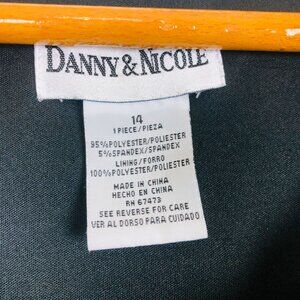 DANNY & NICOLE
14
1 PIECE/PIEZA
95%POLYESTER/POLIESTER
5%SPANDEX/SPANDEX
LINING/FORRO
100%POLYESTER/POLIESTER
MADE IN CHINA
HECHO EN CHINA
RN 67473
SEE REVERSE FOR CARE
VER AL DORSO PARA CUIDADO